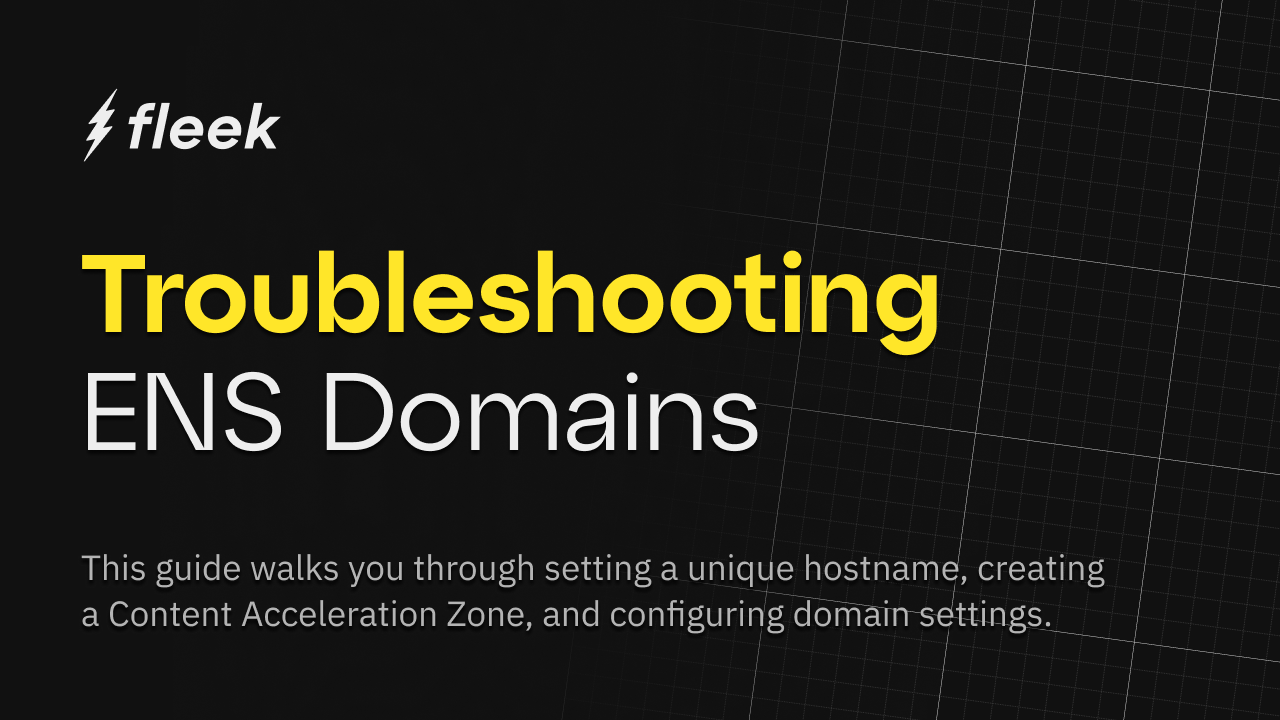 fleek
Troubleshooting
ENS Domains
This guide walks you through setting a unique hostname, creating
a Content Acceleration Zone, and configuring domain settings.